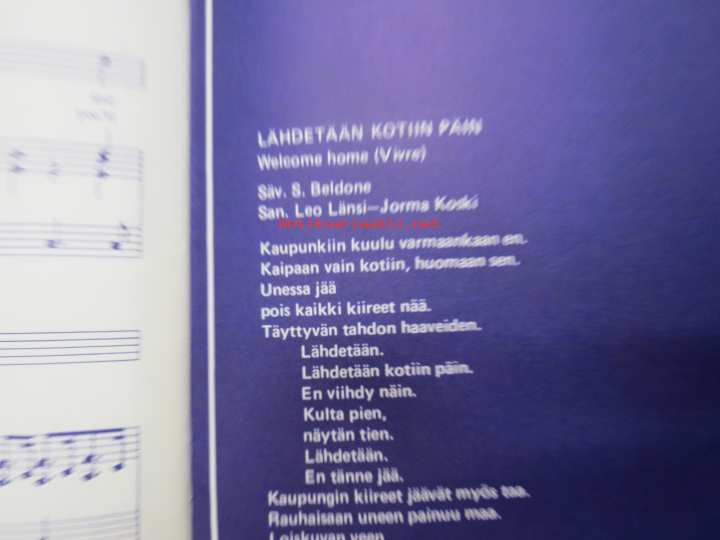 LÄHDETÄÄN KOTIIN PÄIN
Welcome home (Vivre)
Säv. S. Beldone
San. Leo Länsi—Jorma Koski
Kaupunkiin kuulu varmaankaan en.
Kaipaan vain kotiin, huomaan sen.
Unessa jää
pois kaikki kiireet nää.
Täyttyvän tahdon haaveiden.
Lähdetään.
Lähdetään kotiin päin.
En viihdy näin.
Kulta pien,
näytän tien.
Lähdetään.
En tänne jää.
Kaupungin kiireet jäävät myös taa.
Rauhaisaan uneen painuu maa.
Loiskuvan veen